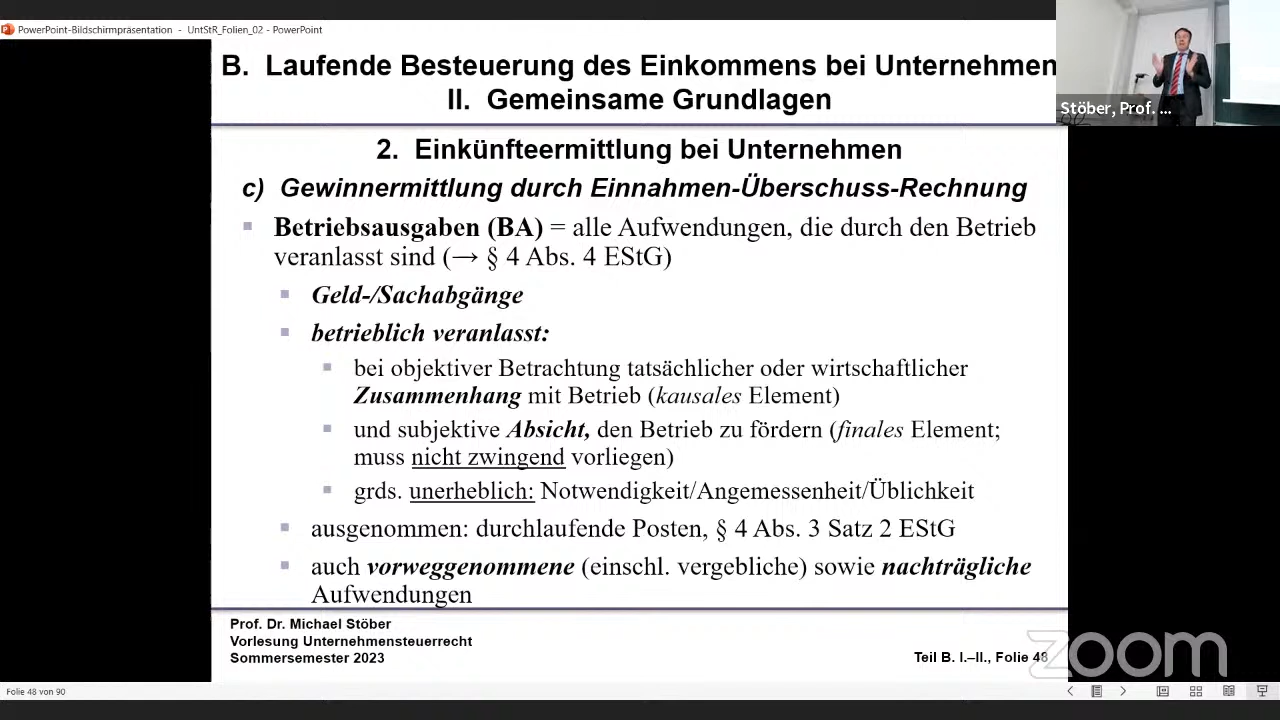 PowerPoint-Bildschirmpräsentation - UntStR_Folien_02 - PowerPoint
B. Laufende Besteuerung des Einkommens bei Unternehmen
II. Gemeinsame Grundlagen
Stöber, Prof. ...
2. Einkünfteermittlung bei Unternehmen
c) Gewinnermittlung durch Einnahmen-Überschuss-Rechnung
Betriebsausgaben (BA) = alle Aufwendungen, die durch den Betrieb
veranlasst sind (→ § 4 Abs. 4 EStG)
Geld-/Sachabgänge
betrieblich veranlasst:
bei objektiver Betrachtung tatsächlicher oder wirtschaftlicher
Zusammenhang mit Betrieb (kausales Element)
und subjektive Absicht, den Betrieb zu fördern (finales Element;
muss nicht zwingend vorliegen)
grds. unerheblich: Notwendigkeit/Angemessenheit/Üblichkeit
ausgenommen: durchlaufende Posten, § 4 Abs. 3 Satz 2 EStG
auch vorweggenommene (einschl. vergebliche) sowie nachträgliche
Aufwendungen
Prof. Dr. Michael Stöber
Vorlesung Unternehmensteuerrecht
Sommersemester 2023
Teil B. I.–II., Folie 48
zoom
Folie 48 von 90